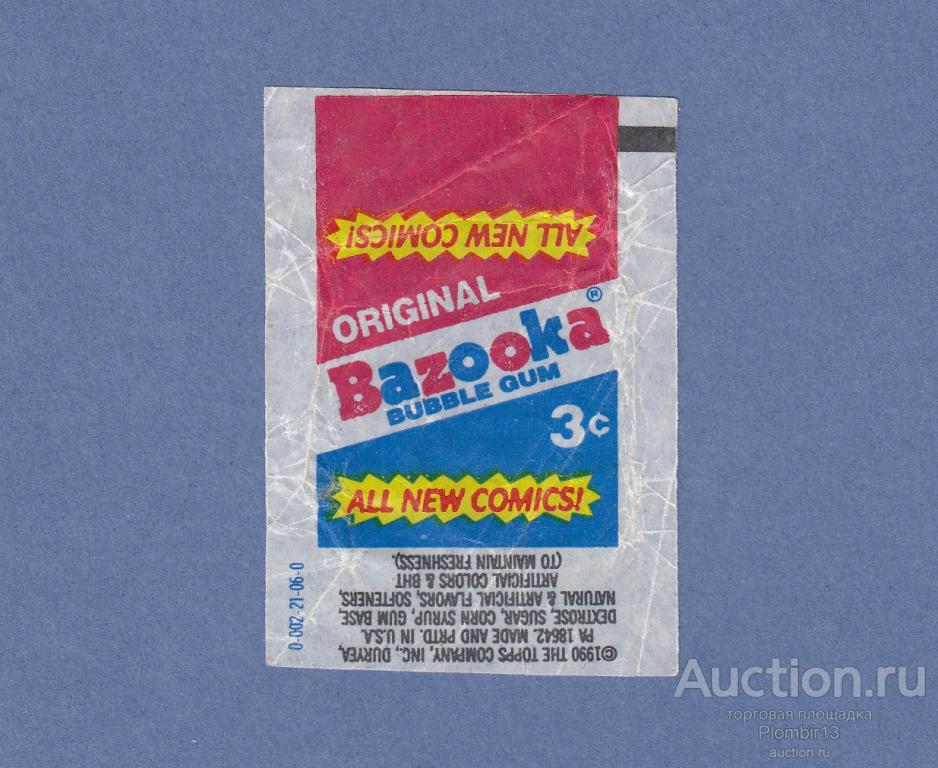 ALL NEW COMICS!
ORIGINAL
Bazooka®
BUBBLE GUM
3¢
ALL NEW COMICS!
©1990 THE TOPPS COMPANY, INC., DURYEA,
PA 18642. MADE AND PRTD. IN U.S.A.
DEXTROSE, SUGAR, CORN SYRUP, GUM BASE,
NATURAL & ARTIFICIAL FLAVORS, SOFTENERS,
ARTIFICIAL COLORS & BHT
(TO MAINTAIN FRESHNESS).
0-002-21-06-0
Auction.ru
торговая площадка
Plombir13
auction.ru